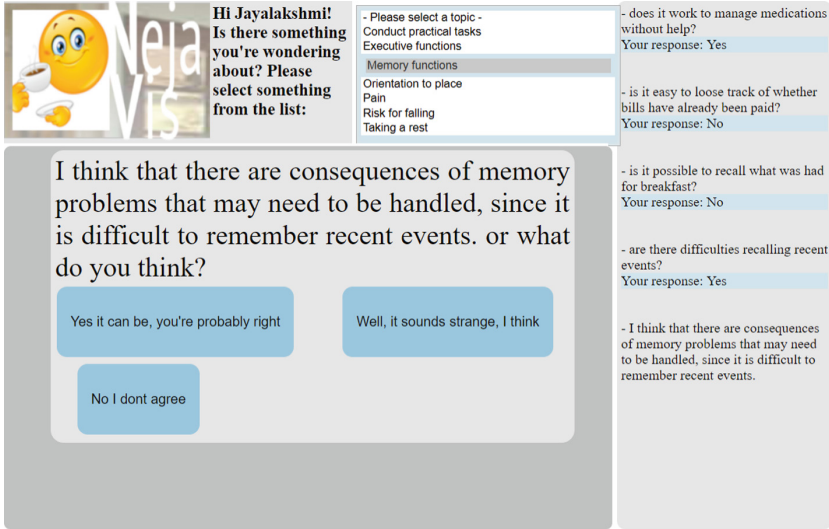 Neja
Vis
Hi Jayalakshmi!
Is there something
you're wondering
about? Please
select something
from the list:
- Please select a topic -
Conduct practical tasks
Executive functions
Memory functions
Orientation to place
Pain
Risk for falling
Taking a rest
I think that there are consequences of memory
problems that may need to be handled, since it
is difficult to remember recent events. or what
do you think?
Yes it can be, you're probably right
Well, it sounds strange, I think
No I dont agree
- does it work to manage medications
without help?
Your response: Yes
- is it easy to loose track of whether
bills have already been paid?
Your response: No
- is it possible to recall what was had
for breakfast?
Your response: No
- are there difficulties recalling recent
events?
Your response: Yes
- I think that there are consequences
of memory problems that may need
to be handled, since it is difficult to
remember recent events.